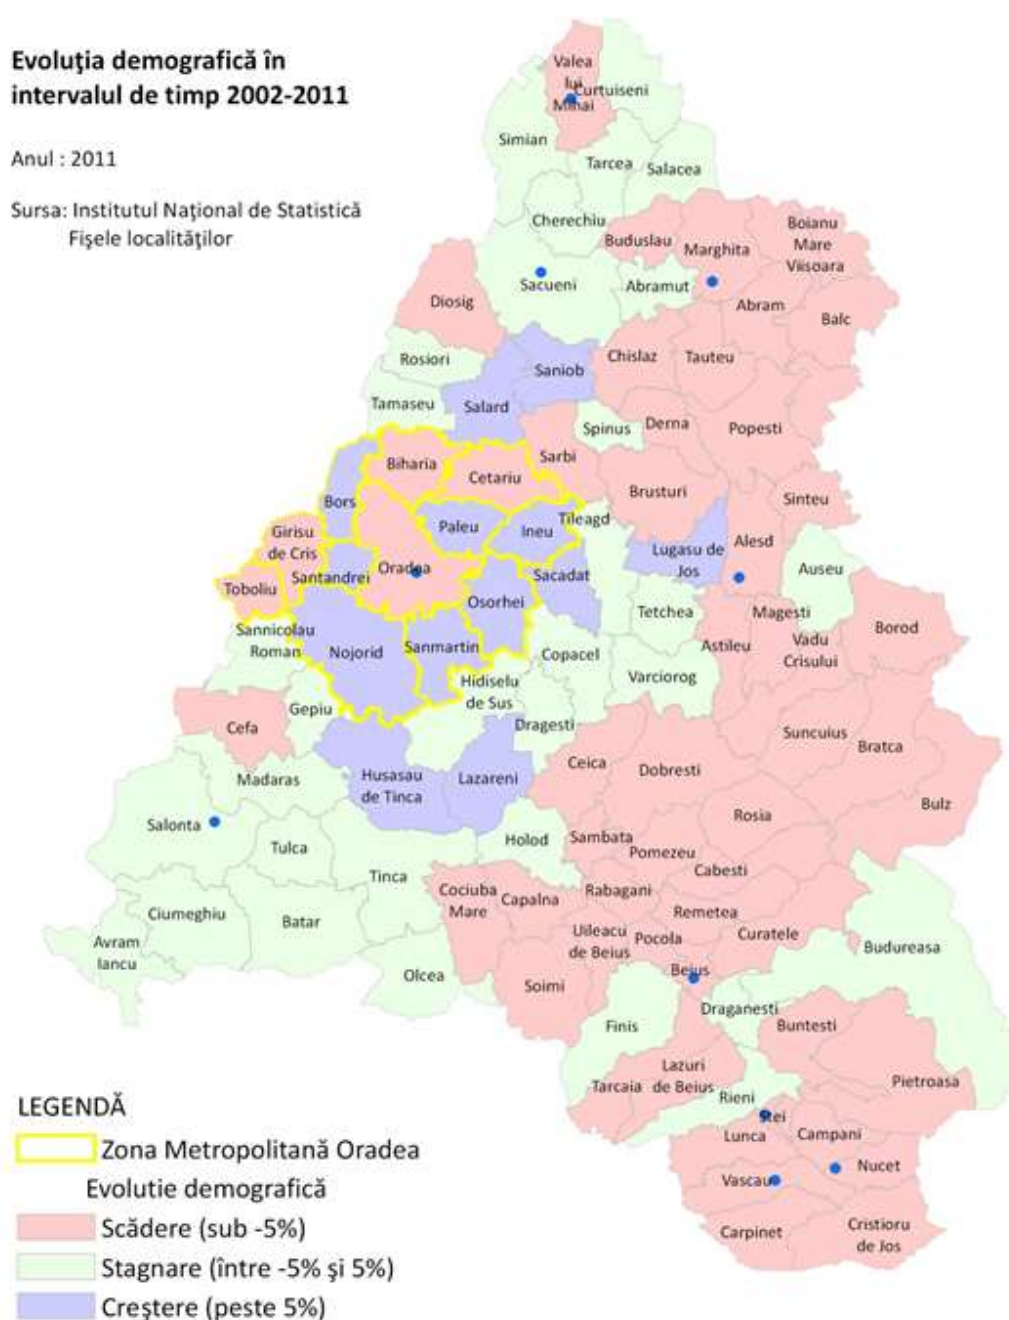 Evoluţia demografică în
intervalul de timp 2002-2011
Anul : 2011
Sursa: Institutul Naţional de Statistică
Fişele localităţilor
Valea
lui
Mihai
Curtuiseni
Simian
Tarcea
Salacea
Cherechiu
Buduslau
Marghita
Boianu
Mare
Viisoara
Sacueni
Abramut
Diosig
Abram
Balc
Rosiori
Chislaz
Tauteu
Saniob
Tamaseu
Salard
Spinus
Derna
Popesti
Biharia
Cetariu
Sarbi
Brusturi
Sinteu
Bors
Paleu
Ineu
Tileagd
Girisu
de Cris
Alesd
Lugasu de
Jos
Auseu
Toboliu
Santandrei
Oradea
Sacadat
Osorhei
Tetchea
Magesti
Sannicolau
Roman
Nojorid
Sanmartin
Copacel
Astileu
Vadu
Crisului
Borod
Hidiselu
de Sus
Varciorog
Gepiu
Cefa
Dragesti
Suncuius
Bratca
Madaras
Husasau
de Tinca
Lazareni
Ceica
Dobresti
Bulz
Salonta
Rosia
Tulca
Holod
Sambata
Pomezeu
Cabesti
Tinca
Cociuba
Mare
Capalna
Rabagani
Ciumeghiu
Batar
Remetea
Uileacu
de Beius
Pocola
Curatele
Avram
Iancu
Budureasa
Olcea
Soimi
Beius
Draganesti
Finis
Buntesti
Lazuri
de Beius
Tarcaia
Pietroasa
Rieni
Stei
Lunca
Campani
Nucet
Vascau
Carpinet
Cristioru
de Jos
LEGENDĂ
Zona Metropolitană Oradea
Evolutie demografică
Scădere (sub -5%)
Stagnare (între -5% şi 5%)
Creştere (peste 5%)